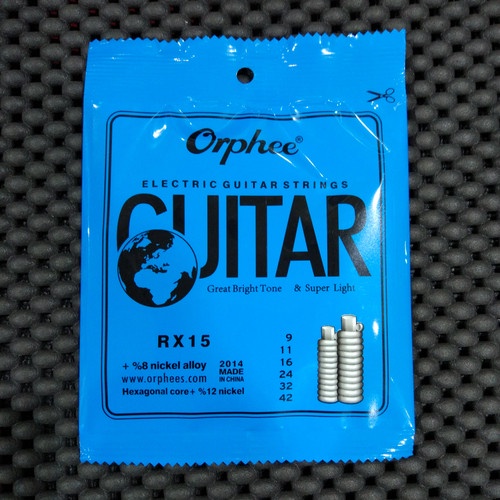 Orphee®
ELECTRIC GUITAR STRINGS
GUITAR
Great Bright Tone & Super Light
RX15
+ %8 nickel alloy
www.orphees.com
Hexagonal core+ %12 nickel
2014
MADE
IN CHINA
9
11
16
24
32
42